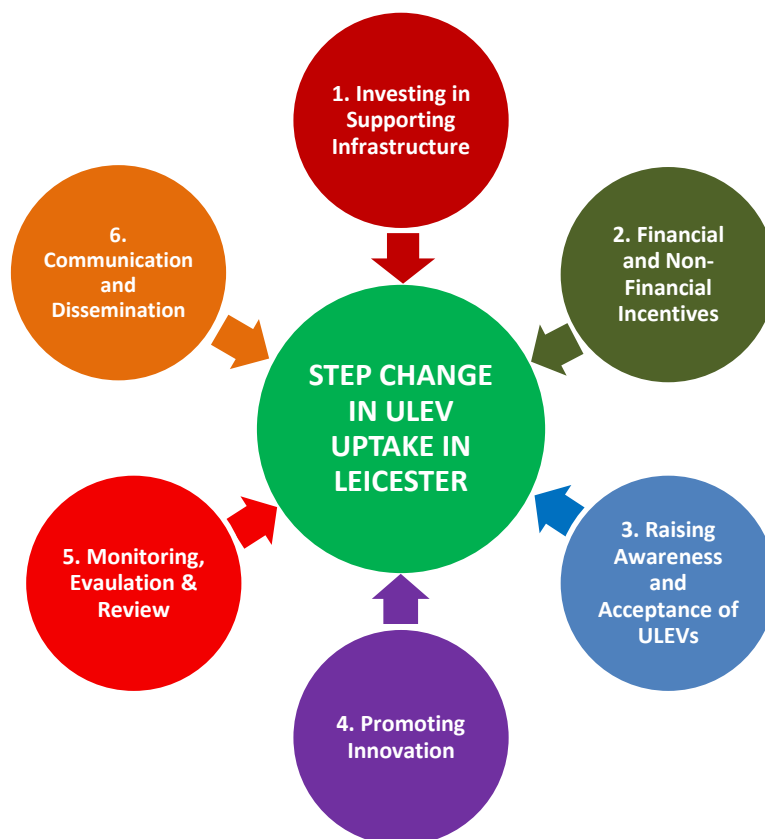 1. Investing in
Supporting
Infrastructure
2. Financial
and Non-
Financial
Incentives
3. Raising
Awareness
and
Acceptance of
ULEVs
4. Promoting
Innovation
5. Monitoring,
Evaulation &
Review
6.
Communication
and
Dissemination
STEP CHANGE
IN ULEV
UPTAKE IN
LEICESTER